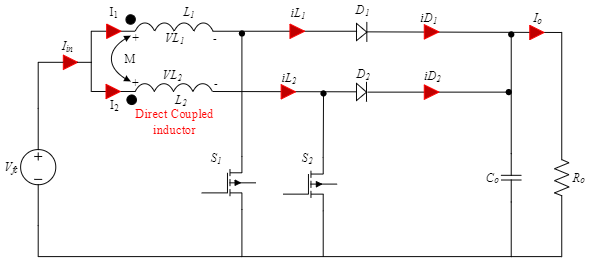 I1 L1 iL1 D1 iD1 Io
Iin + VL1 -
M
+ VL2 - iL2 D2 iD2
I2 L2
Direct Coupled
inductor
S1 S2
+ Vfc - Co Ro